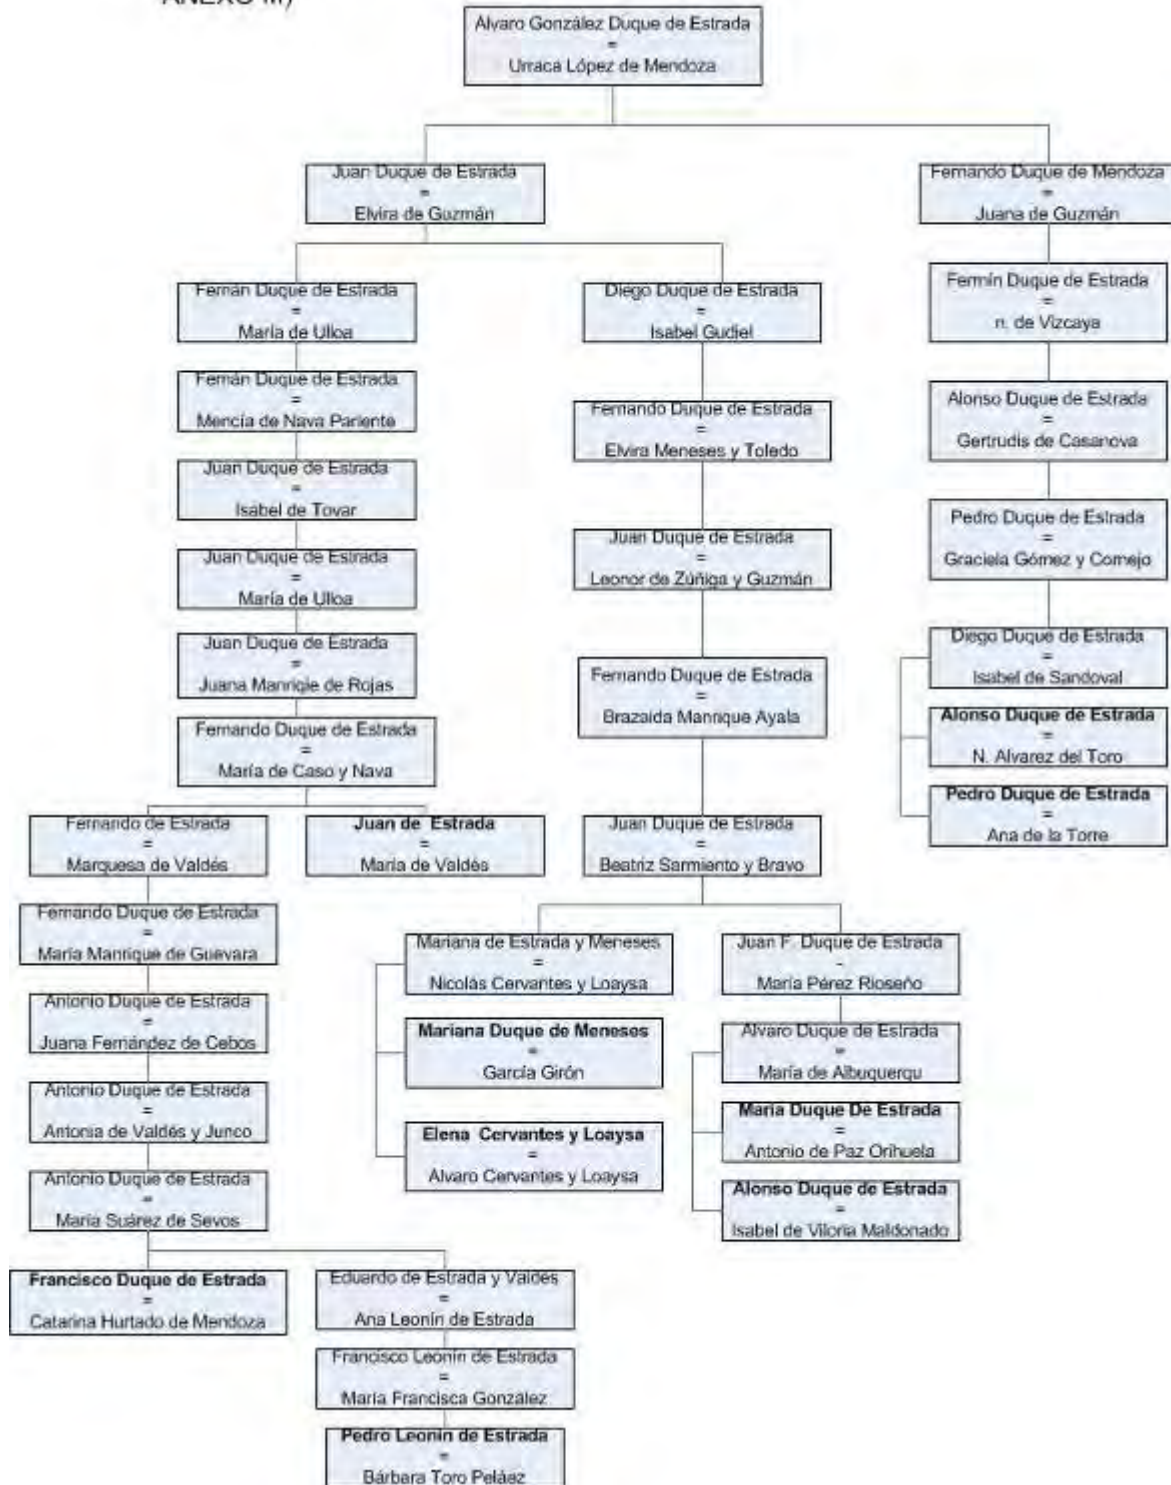 ANEXO III)
Alvaro González Duque de Estrada
=
Urraca López de Mendoza
Juan Duque de Estrada
=
Elvira de Guzmán
Fernando Duque de Mendoza
=
Juana de Guzmán
Fernán Duque de Estrada
=
María de Ulloa
Diego Duque de Estrada
=
Isabel Gudiel
Fermín Duque de Estrada
=
n. de Vizcaya
Fernán Duque de Estrada
=
Mencía de Nava Pariente
Fernando Duque de Estrada
=
Elvira Meneses y Toledo
Alonso Duque de Estrada
=
Gertrudis de Casanova
Juan Duque de Estrada
=
Isabel de Tovar
Juan Duque de Estrada
=
Leonor de Zúñiga y Guzmán
Pedro Duque de Estrada
=
Graciela Gómez y Cornejo
Juan Duque de Estrada
=
María de Ulloa
Juan Duque de Estrada
=
Juana Manrigie de Rojas
Fernando Duque de Estrada
=
Brazaida Manrique Ayala
Diego Duque de Estrada
=
Isabel de Sandoval
Fernando Duque de Estrada
=
María de Caso y Nava
Alonso Duque de Estrada
=
N. Alvarez del Toro
Pedro Duque de Estrada
=
Ana de la Torre
Fernando de Estrada
=
Marquesa de Valdés
Juan de Estrada
=
María de Valdés
Juan Duque de Estrada
=
Beatriz Sarmiento y Bravo
Fernando Duque de Estrada
=
María Manrique de Guevara
Mariana de Estrada y Meneses
=
Nicolás Cervantes y Loaysa
Juan F. Duque de Estrada
-
María Pérez Rioseño
Antonio Duque de Estrada
=
Juana Fernández de Cebos
Mariana Duque de Meneses
=
García Girón
Alvaro Duque de Estrada
=
María de Albuquerqu
Antonio Duque de Estrada
=
Antonia de Valdés y Junco
Elena Cervantes y Loaysa
=
Alvaro Cervantes y Loaysa
María Duque De Estrada
=
Antonio de Paz Orihuela
Antonio Duque de Estrada
=
María Suárez de Sevos
Alonso Duque de Estrada
=
Isabel de Viloria Maldonado
Francisco Duque de Estrada
=
Catarina Hurtado de Mendoza
Eduardo de Estrada y Valdés
=
Ana Leonín de Estrada
Francisco Leonín de Estrada
=
María Francisca González
Pedro Leonín de Estrada
=
Bárbara Toro Peláez